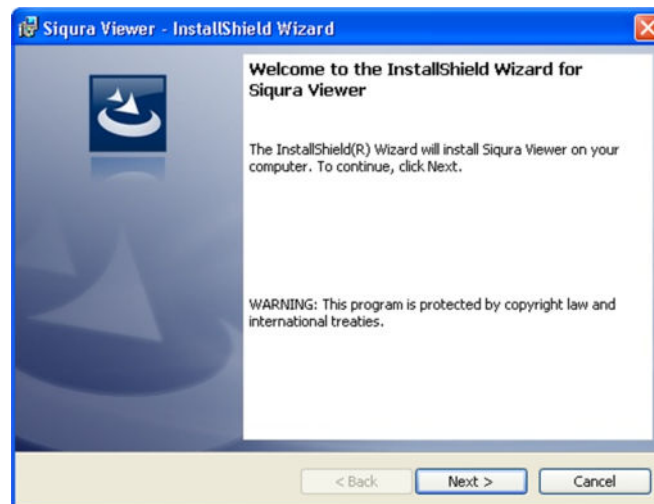 Siqura Viewer - InstallShield Wizard
Welcome to the InstallShield Wizard for
Siqura Viewer
The InstallShield(R) Wizard will install Siqura Viewer on your
computer. To continue, click Next.
WARNING: This program is protected by copyright law and
international treaties.
< Back Next > Cancel